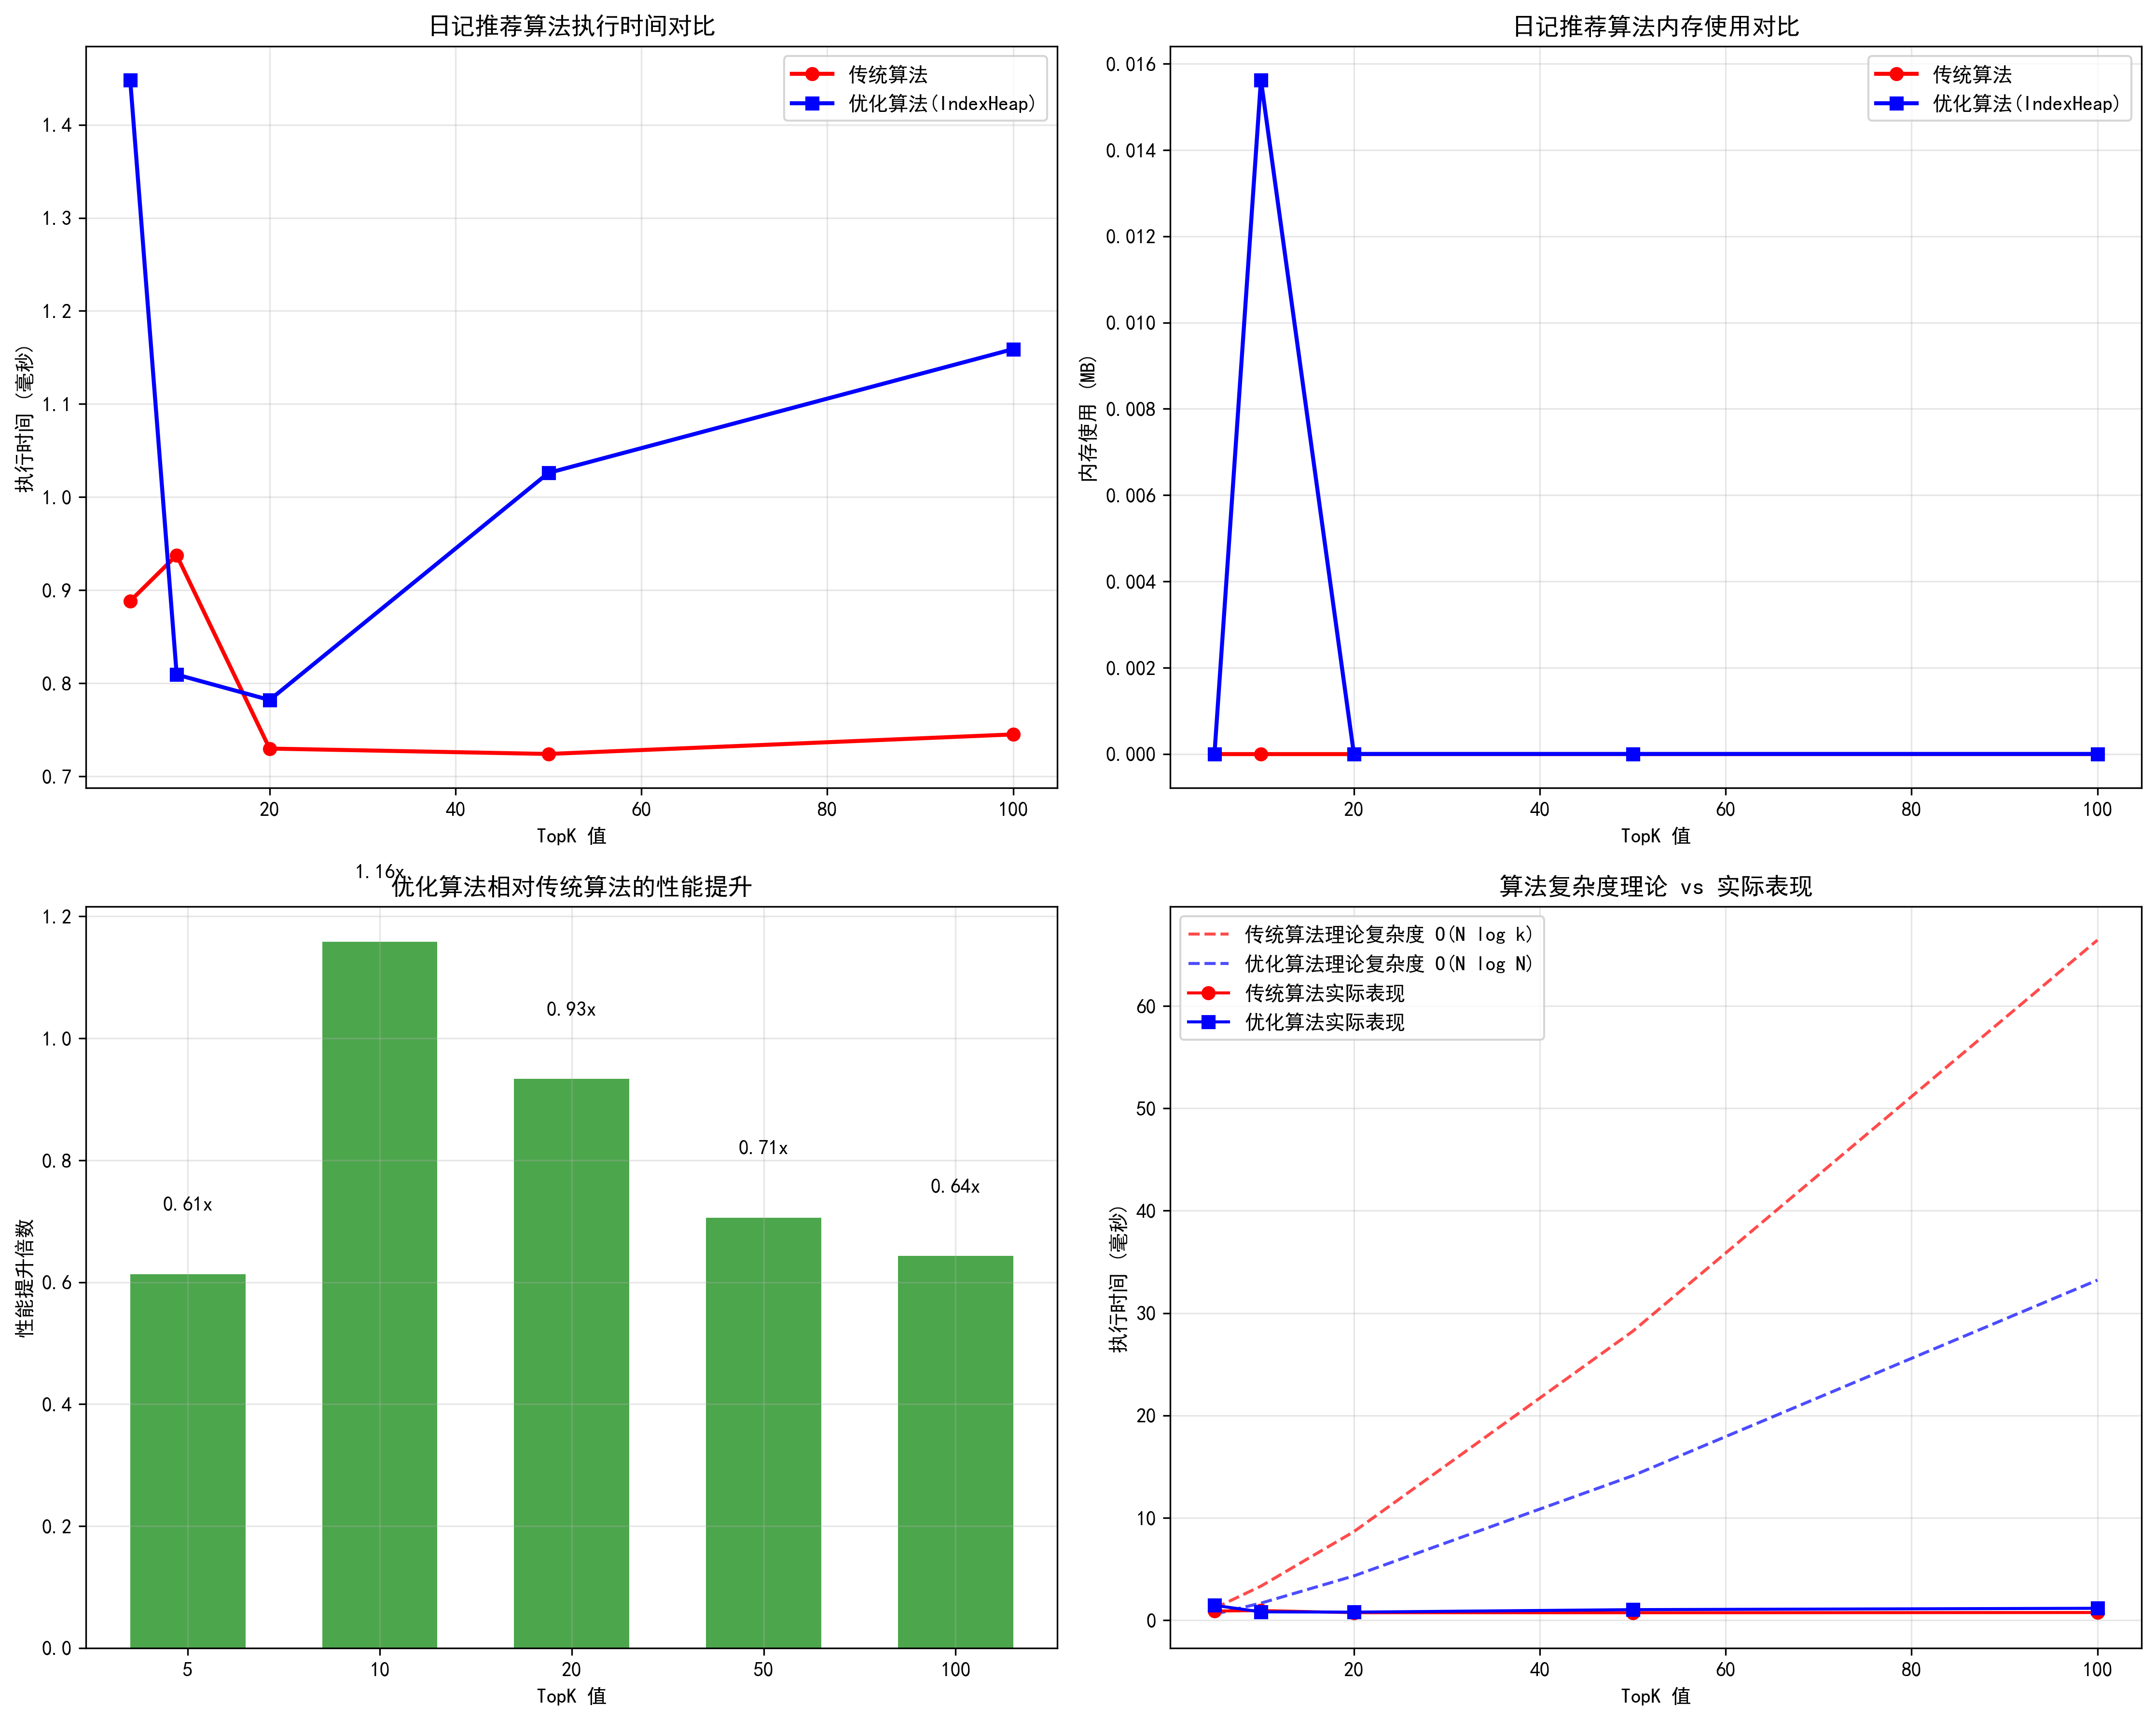 日记推荐算法执行时间对比
传统算法
优化算法(IndexHeap)
执行时间 (毫秒)
1.4
1.3
1.2
1.1
1.0
0.9
0.8
0.7
20
40
60
80
100
TopK 值
日记推荐算法内存使用对比
传统算法
优化算法(IndexHeap)
内存使用 (MB)
0.016
0.014
0.012
0.010
0.008
0.006
0.004
0.002
0.000
20
40
60
80
100
TopK 值
优化算法相对传统算法的性能提升
1.16x
0.93x
0.71x
0.64x
0.61x
性能提升倍数
1.2
1.0
0.8
0.6
0.4
0.2
0.0
5
10
20
50
100
TopK 值
算法复杂度理论 vs 实际表现
传统算法理论复杂度 O(N log k)
优化算法理论复杂度 O(N log N)
传统算法实际表现
优化算法实际表现
执行时间 (毫秒)
60
50
40
30
20
10
0
20
40
60
80
100
TopK 值